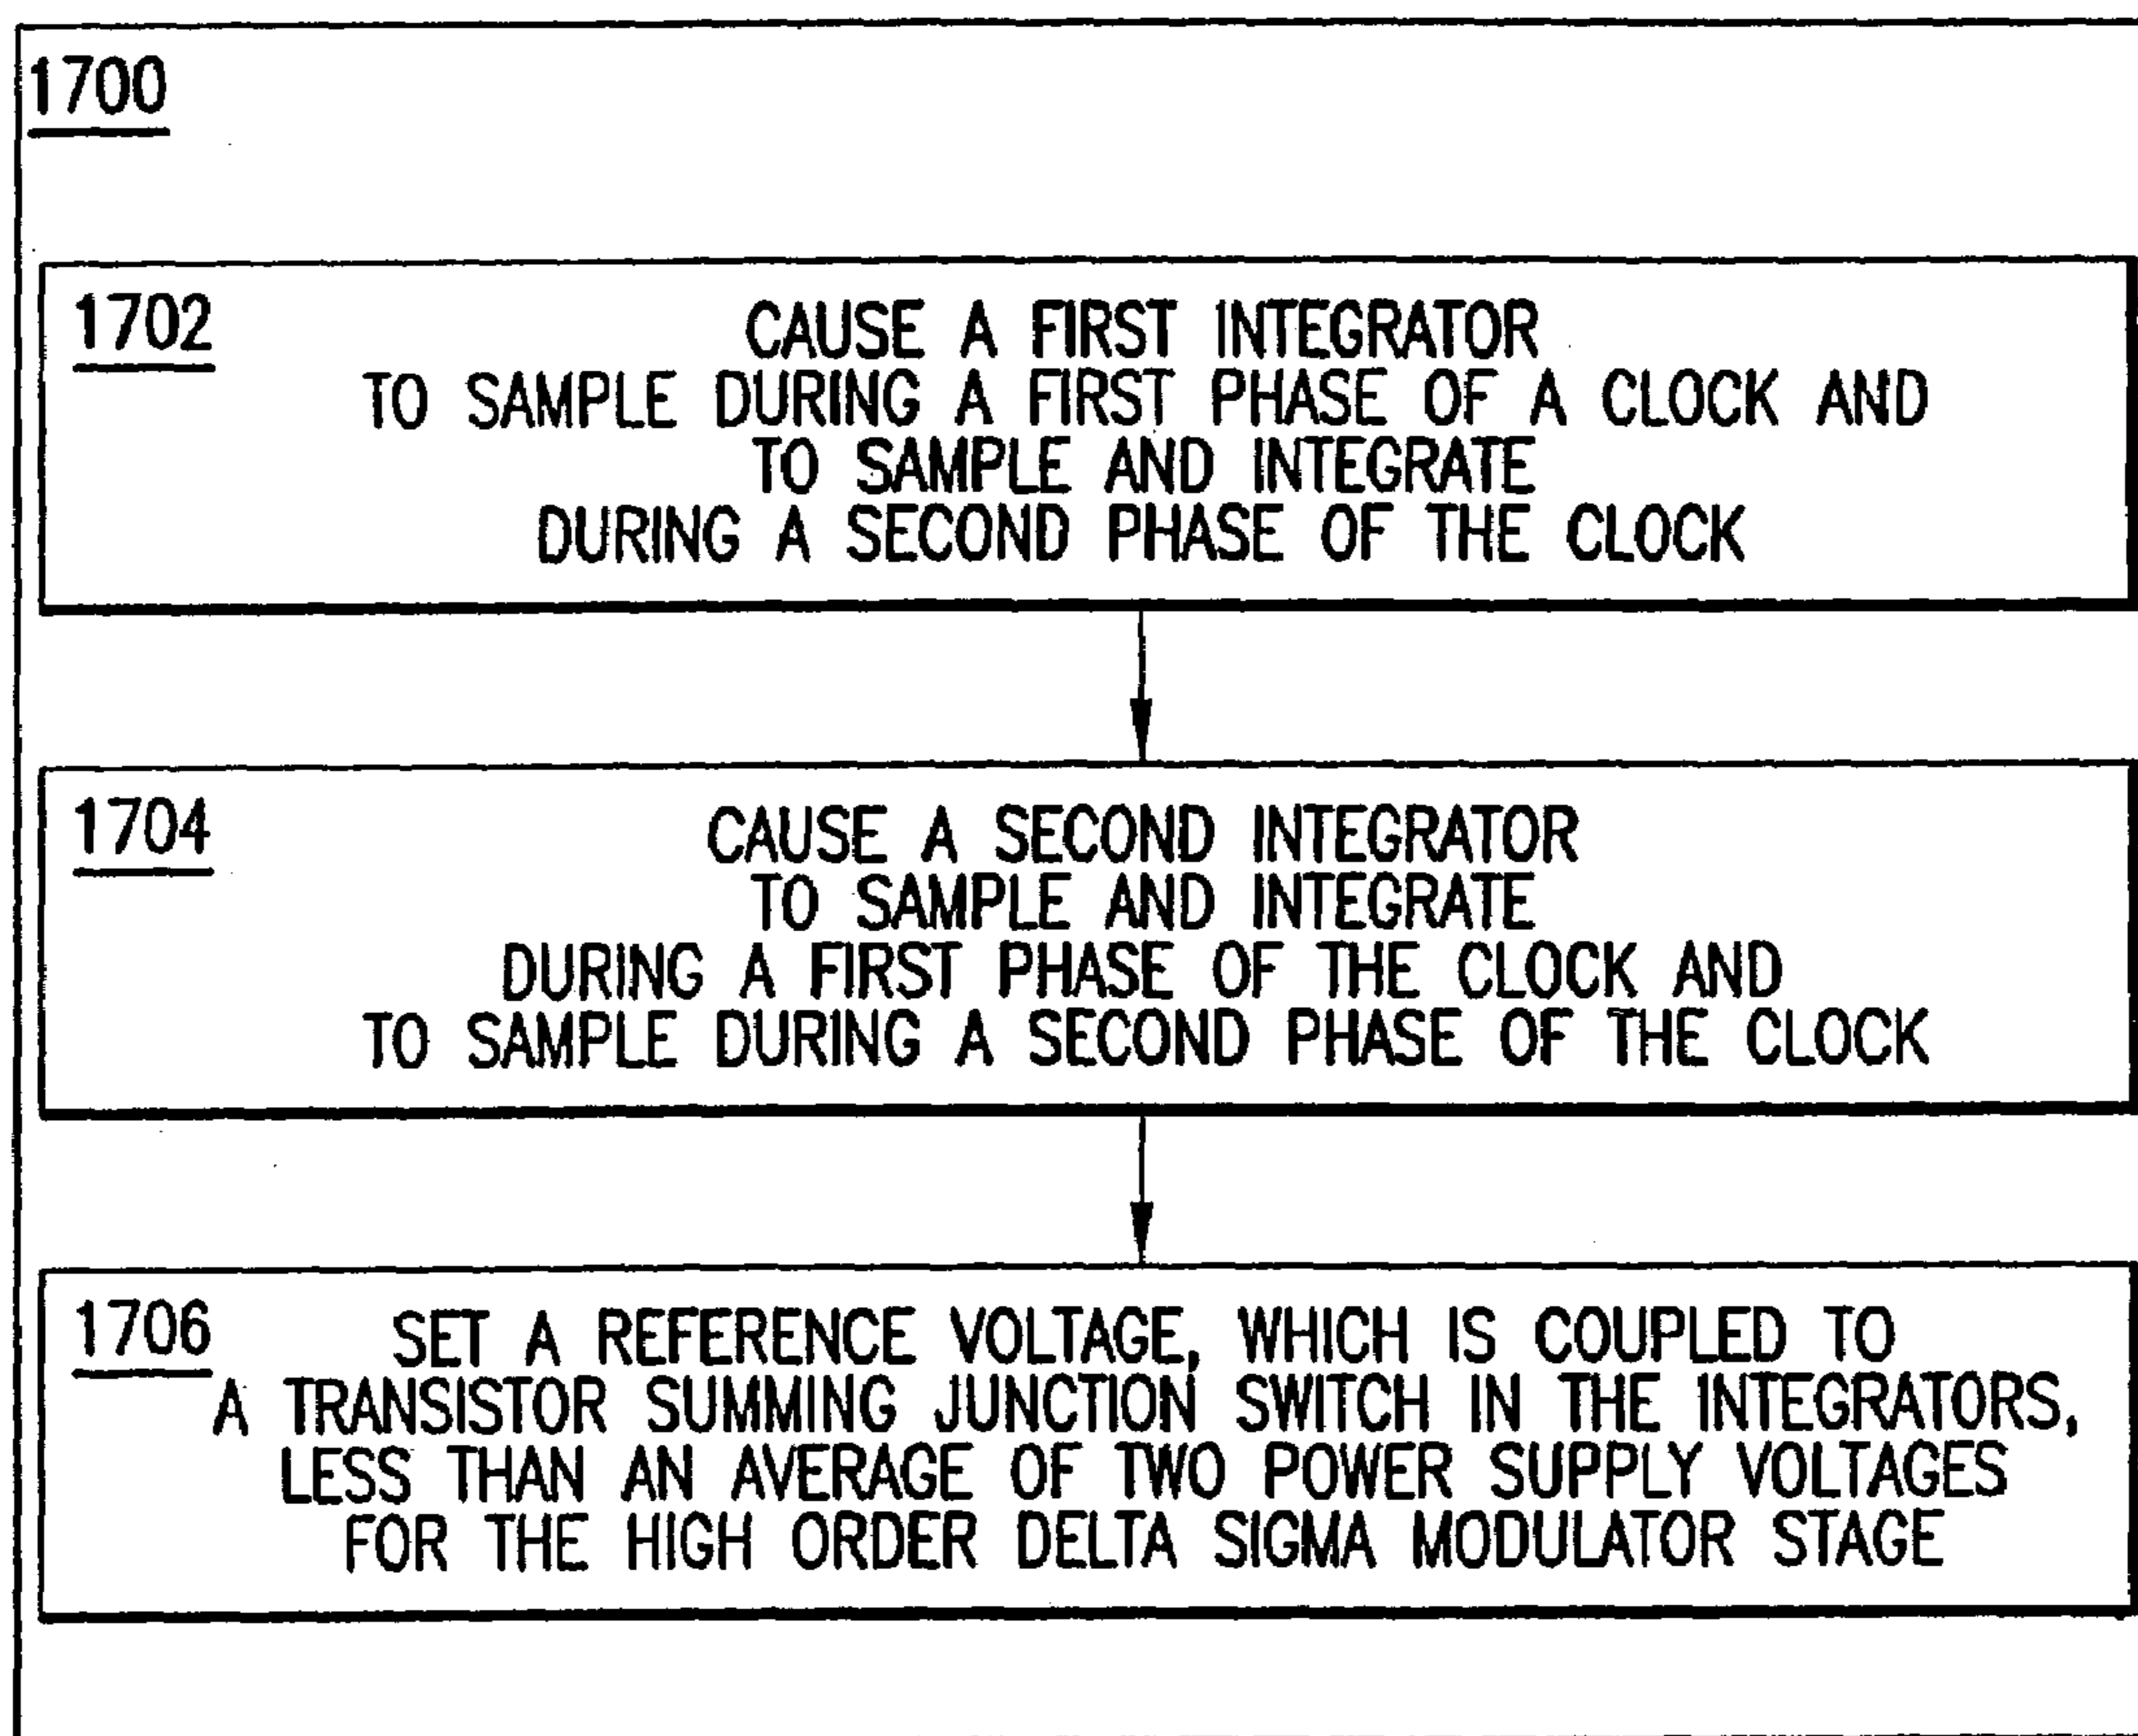 1700
1702
CAUSE A FIRST INTEGRATOR
TO SAMPLE DURING A FIRST PHASE OF A CLOCK AND
TO SAMPLE AND INTEGRATE
DURING A SECOND PHASE OF THE CLOCK
1704
CAUSE A SECOND INTEGRATOR
TO SAMPLE AND INTEGRATE
DURING A FIRST PHASE OF THE CLOCK AND
TO SAMPLE DURING A SECOND PHASE OF THE CLOCK
1706
SET A REFERENCE VOLTAGE, WHICH IS COUPLED TO
A TRANSISTOR SUMMING JUNCTION SWITCH IN THE INTEGRATORS,
LESS THAN AN AVERAGE OF TWO POWER SUPPLY VOLTAGES
FOR THE HIGH ORDER DELTA SIGMA MODULATOR STAGE